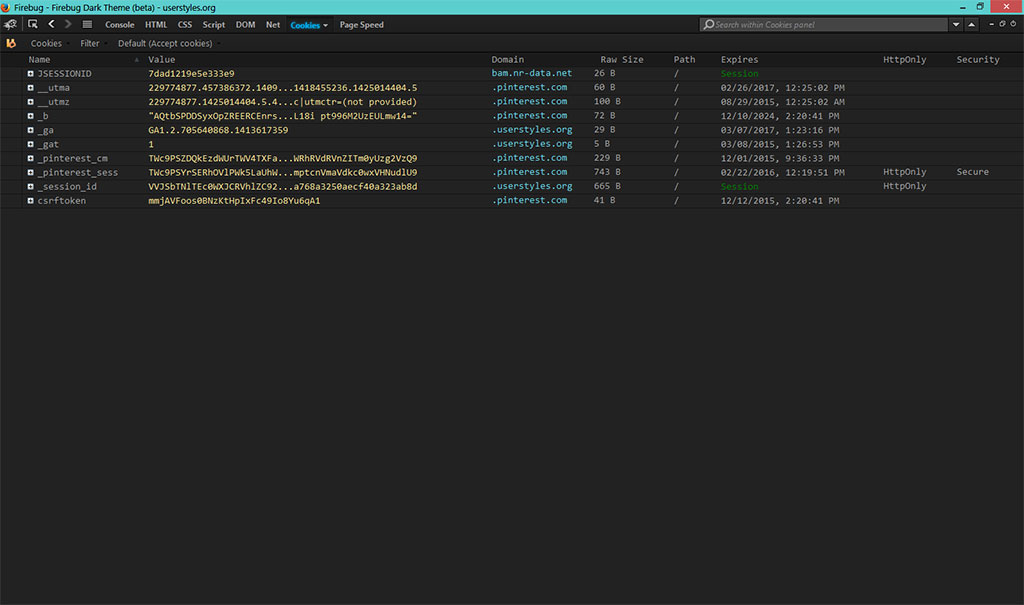 Firebug - Firebug Dark Theme (beta) - userstyles.org
Console HTML CSS Script DOM Net Cookies Page Speed Search within Cookies panel
Cookies Filter Default (Accept cookies)
Name Value Domain Raw Size Path Expires HttpOnly Security
JSESSIONID 7dad1219e5e333e9 bam.nr-data.net 26 B / Session
__utma 229774877.457386372.1409...1418455236.1425014404.5 .pinterest.com 60 B / 02/26/2017, 12:25:02 PM
__utmz 229774877.1425014404.5.4...c|utmctr=(not provided) .pinterest.com 100 B / 08/29/2015, 12:25:02 AM
_b "AQtbSPDDSyxOpZREERCEnrs...L18i pt996M2UzEULmw14=" .pinterest.com 72 B / 12/10/2024, 2:20:41 PM
_ga GA1.2.705640868.1413617359 .userstyles.org 29 B / 03/07/2017, 1:23:16 PM
_gat 1 .userstyles.org 5 B / 03/08/2015, 1:26:53 PM
_pinterest_cm TWc9PSZDQkEzdWUrTWV4TXFa...WRhRVdRVnZITm0yUzg2VzQ9 .pinterest.com 229 B / 12/01/2015, 9:36:33 PM
_pinterest_sess TWc9PSYrSERhOVlPWk5LaUhW...mptcnVmaVdkc0wxVHNudlU9 .pinterest.com 743 B / 02/22/2016, 12:19:51 PM HttpOnly Secure
_session_id VVJSbTNlTEc0WXJCRVhlZC92...a768a3250aecf40a323ab8d .userstyles.org 665 B / Session HttpOnly
csrftoken mmjAVFoos0BNzKtHpIxFc49Io8Yu6qA1 .pinterest.com 41 B / 12/12/2015, 2:20:41 PM